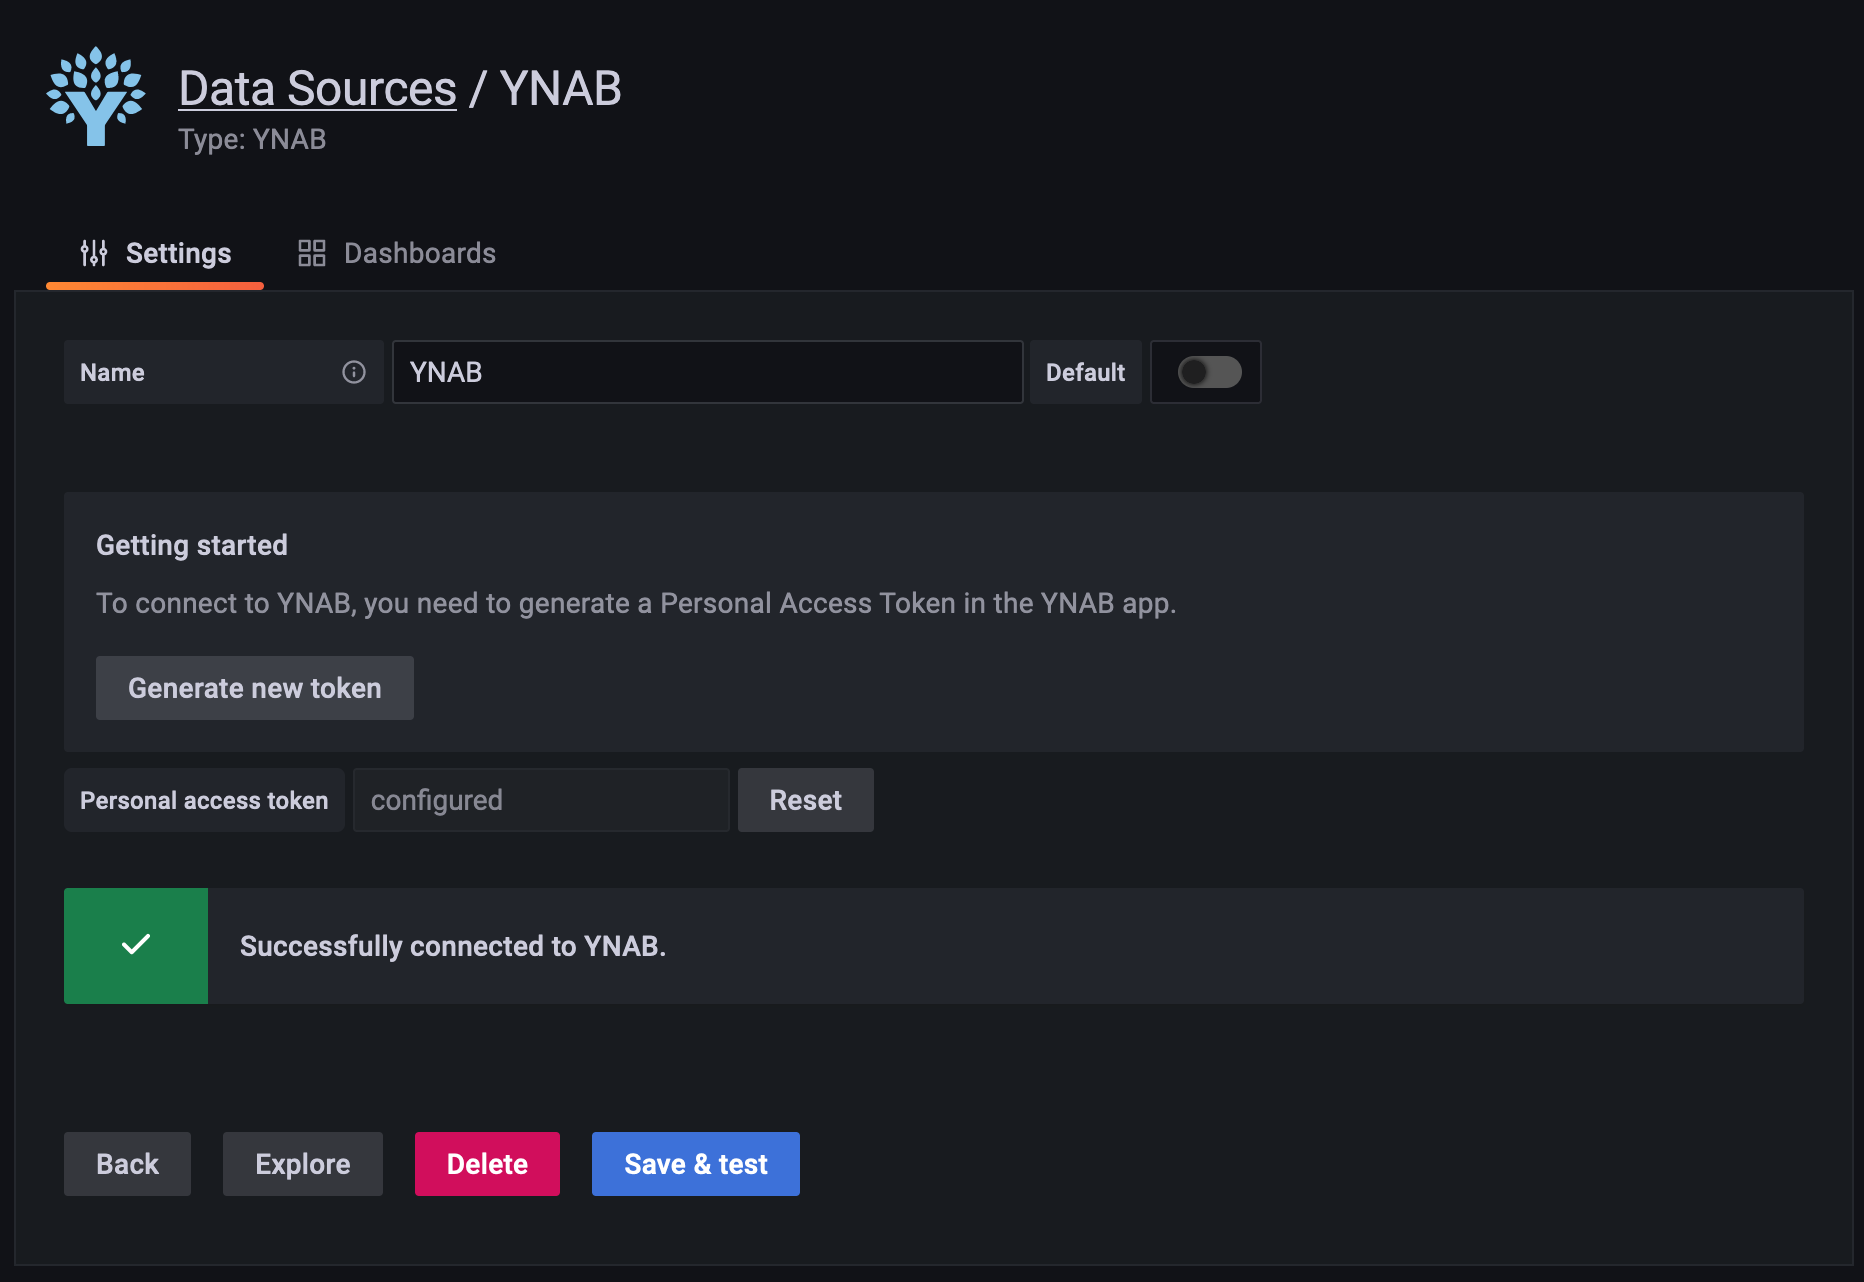 Data Sources / YNAB
Type: YNAB
Settings
Dashboards
Name
YNAB
Default
Getting started
To connect to YNAB, you need to generate a Personal Access Token in the YNAB app.
Generate new token
Personal access token
configured
Reset
Successfully connected to YNAB.
Back
Explore
Delete
Save & test